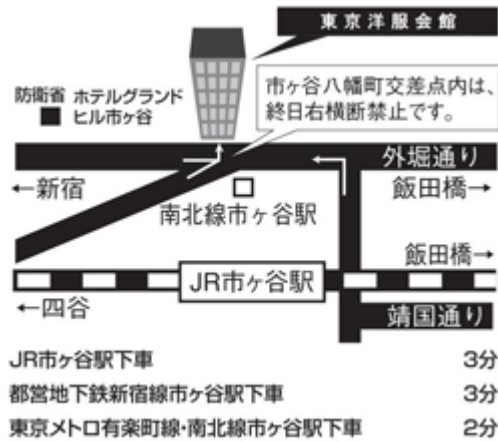 東京洋服会館
市ヶ谷八幡町交差点内は、
終日右横断禁止です。
防衛省 ホテルグランド
ヒル市ヶ谷
外堀通り
←新宿
飯田橋→
南北線市ヶ谷駅
飯田橋→
JR市ヶ谷駅
←四谷
靖国通り
JR市ヶ谷駅下車 3分
都営地下鉄新宿線市ヶ谷駅下車 3分
東京メトロ有楽町線・南北線市ヶ谷駅下車 2分